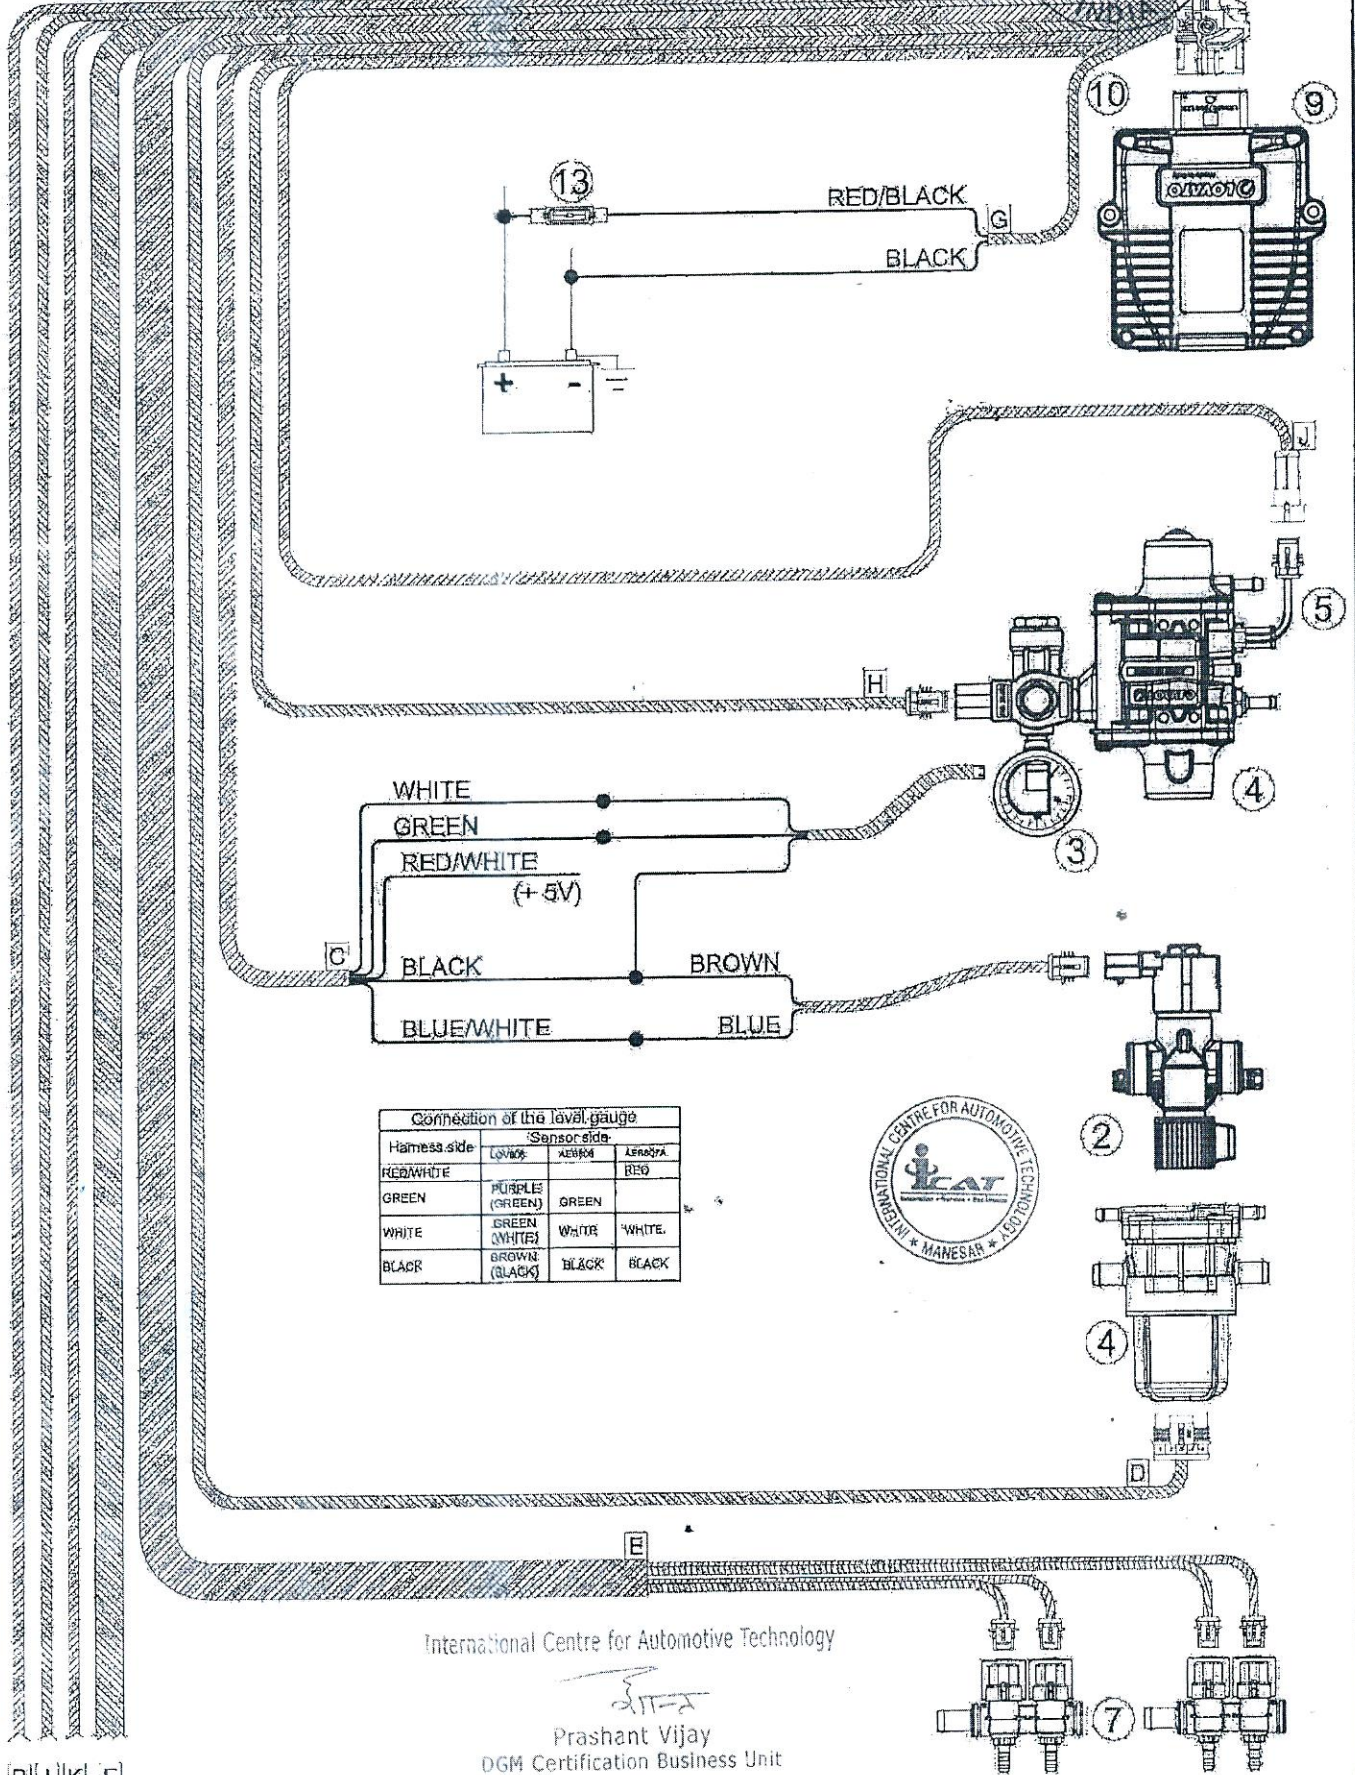 INDIA
10
9
13
RED/BLACK
G
BLACK
LOVATO
+ -
J
5
H
LOVATO
4
WHITE
GREEN
3
RED/WHITE
(+ 5V)
C
BLACK BROWN
BLUE/WHITE BLUE
2
Connection of the level gauge
Harness side Sensor side
RED/WHITE RED
GREEN PURPLE (GREEN) GREEN
WHITE GREEN (WHITE) WHITE WHITE
BLACK BROWN (BLACK) BLACK BLACK
INTERNATIONAL CENTRE FOR AUTOMOTIVE TECHNOLOGY
iCAT
* MANESAR *
4
D
E
International Centre for Automotive Technology
Prashant Vijay
DGM Certification Business Unit
7